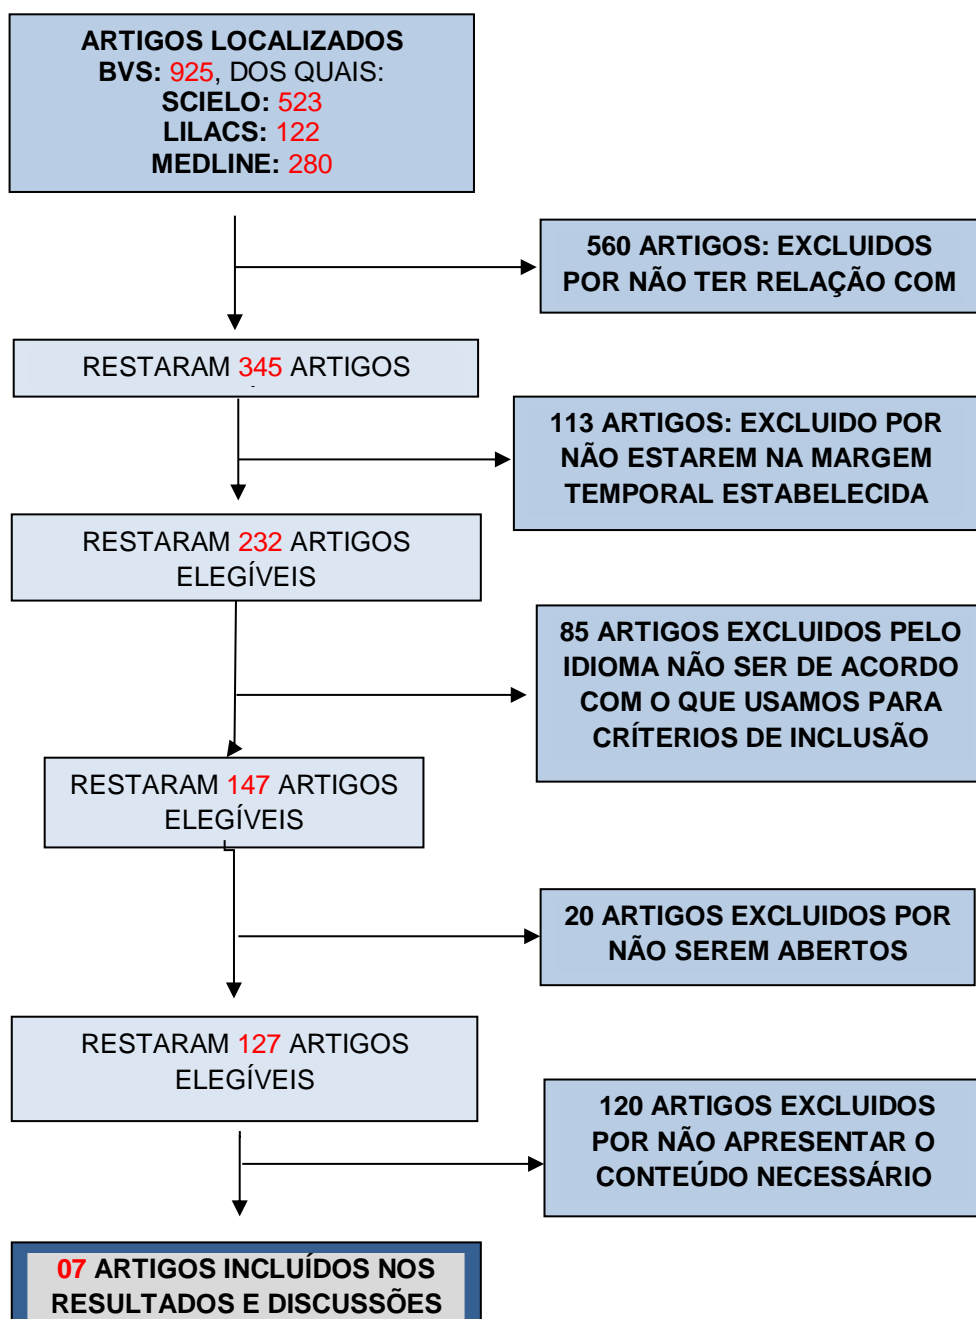 ARTIGOS LOCALIZADOS
BVS: 925, DOS QUAIS:
SCIELO: 523
LILACS: 122
MEDLINE: 280
560 ARTIGOS: EXCLUIDOS
POR NÃO TER RELAÇÃO COM
RESTARAM 345 ARTIGOS
113 ARTIGOS: EXCLUIDO POR
NÃO ESTAREM NA MARGEM
TEMPORAL ESTABELECIDA
RESTARAM 232 ARTIGOS
ELEGÍVEIS
85 ARTIGOS EXCLUIDOS PELO
IDIOMA NÃO SER DE ACORDO
COM O QUE USAMOS PARA
CRÍTERIOS DE INCLUSÃO
RESTARAM 147 ARTIGOS
ELEGÍVEIS
20 ARTIGOS EXCLUIDOS POR
NÃO SEREM ABERTOS
RESTARAM 127 ARTIGOS
ELEGÍVEIS
120 ARTIGOS EXCLUIDOS
POR NÃO APRESENTAR O
CONTEÚDO NECESSÁRIO
07 ARTIGOS INCLUÍDOS NOS
RESULTADOS E DISCUSSÕES